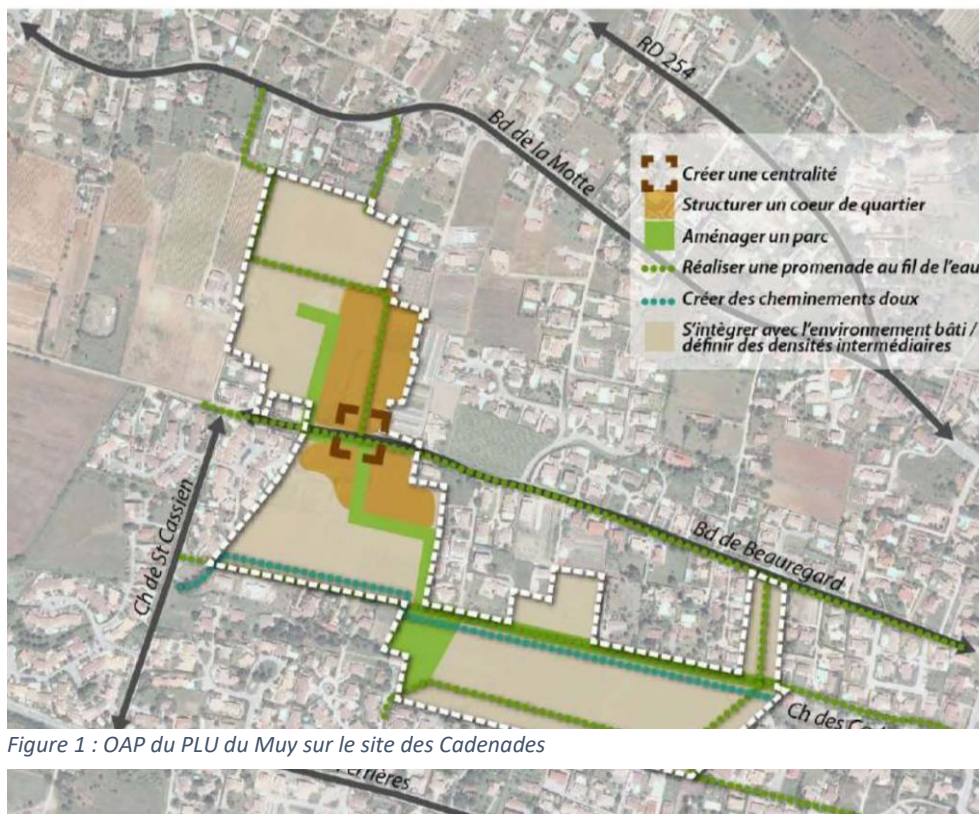 RD 254
Bd de la Motte
Créer une centralité
Structurer un coeur de quartier
Aménager un parc
Réaliser une promenade au fil de l'eau
Créer des cheminements doux
S'intégrer avec l'environnement bâti /
définir des densités intermédiaires
Ch de St Cassien
Bd de Beauregard
Ch des
Figure 1 : OAP du PLU du Muy sur le site des Cadenades